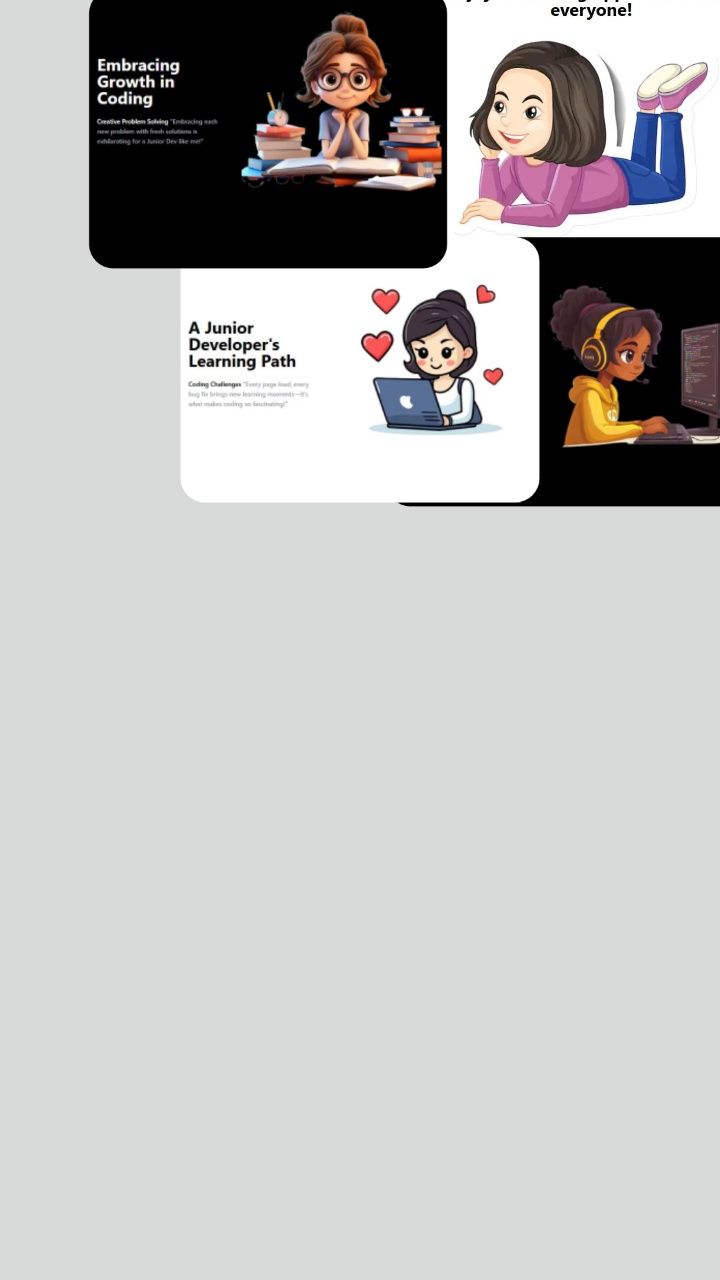 everyone!
Embracing
Growth in
Coding
Creative Problem Solving "Embracing each
new problem with fresh solutions is
exhilarating for a Junior Dev like me!"
A Junior
Developer's
Learning Path
Coding Challenges "Every page load, every
bug fix brings new learning moments—it's
what makes coding so fascinating!"